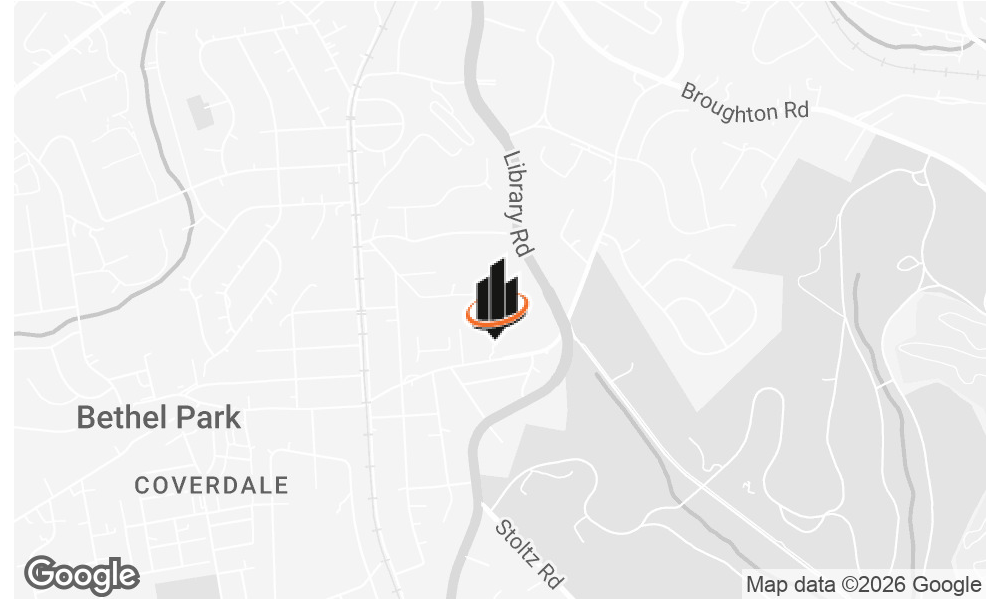 Broughton Rd
Library Rd
Bethel Park
COVERDALE
Stoltz Rd
Google
Map data ©2026 Google